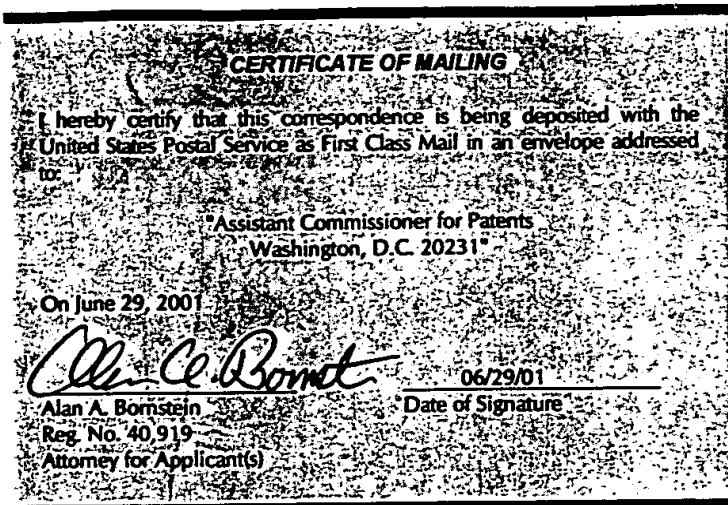 CERTIFICATE OF MAILING
I hereby certify that this correspondence is being deposited with the
United States Postal Service as First Class Mail in an envelope addressed
to:
"Assistant Commissioner for Patents
Washington, D.C. 20231"
On June 29, 2001
06/29/01
Alan A. Bornstein
Date of Signature
Reg. No. 40,919
Attorney for Applicant(s)